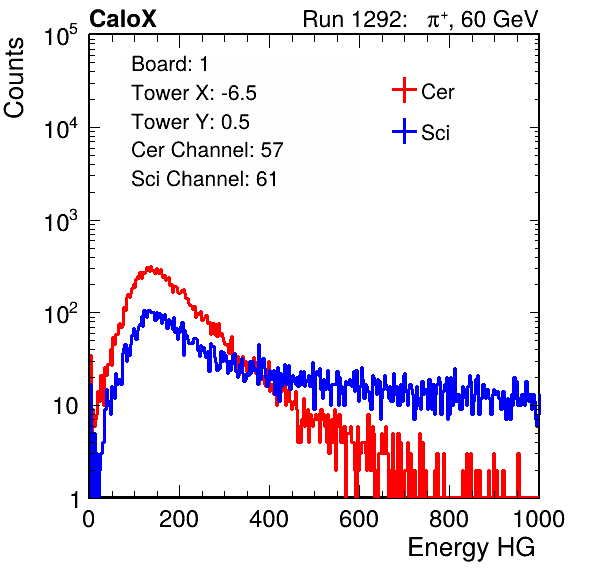 CaloX Run 1292: π⁺, 60 GeV
Counts
Board: 1
Tower X: -6.5
Tower Y: 0.5
Cer Channel: 57
Sci Channel: 61
Cer
Sci
10⁵
10⁴
10³
10²
10
1
0 200 400 600 800 1000
Energy HG